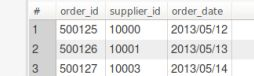 # order_id supplier_id order_date
1 500125 10000 2013/05/12
2 500126 10001 2013/05/13
3 500127 10003 2013/05/14